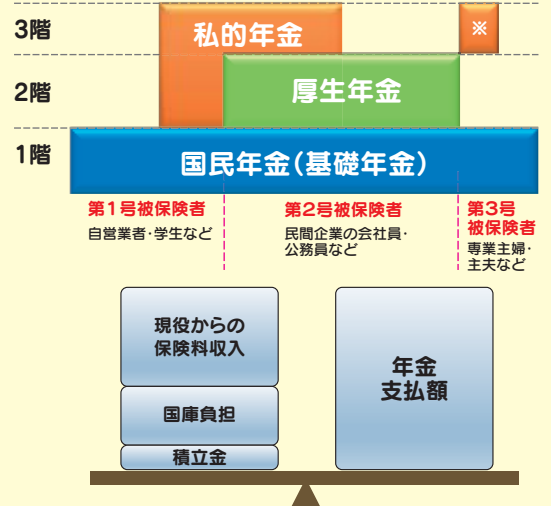 3階
私的年金
※
2階
厚生年金
1階
国民年金(基礎年金)
第1号被保険者
自営業者・学生など
第2号被保険者
民間企業の会社員・
公務員など
第3号
被保険者
専業主婦・
主夫など
現役からの
保険料収入
国庫負担
積立金
年金
支払額